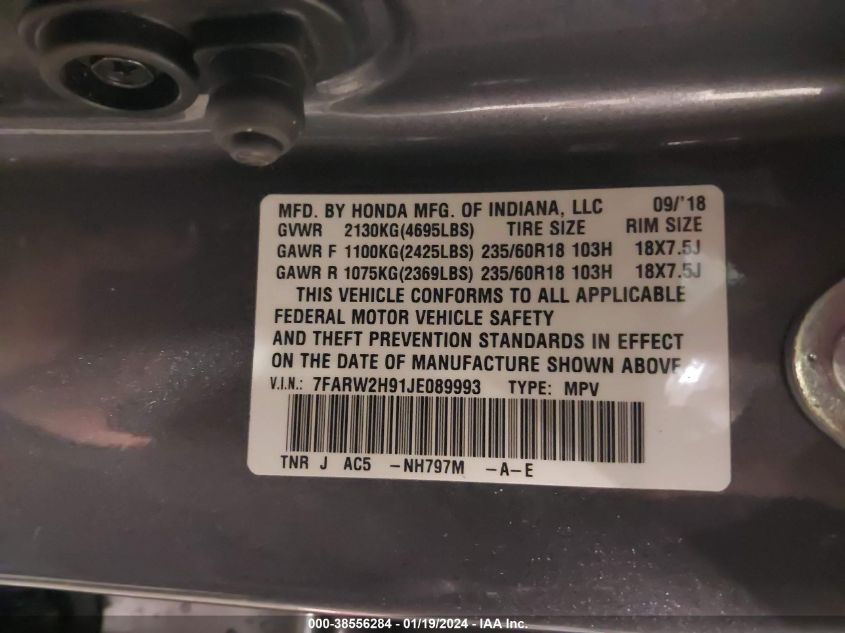 MFD. BY HONDA MFG. OF INDIANA, LLC 09/'18
GVWR 2130KG(4695LBS) TIRE SIZE RIM SIZE
GAWR F 1100KG(2425LBS) 235/60R18 103H 18X7.5J
GAWR R 1075KG(2369LBS) 235/60R18 103H 18X7.5J
THIS VEHICLE CONFORMS TO ALL APPLICABLE
FEDERAL MOTOR VEHICLE SAFETY
AND THEFT PREVENTION STANDARDS IN EFFECT
ON THE DATE OF MANUFACTURE SHOWN ABOVE.
V.I.N.: 7FARW2H91JE089993 TYPE: MPV
TNR J AC5 -NH797M -A-E
000-38556284 - 01/19/2024 - IAA Inc.